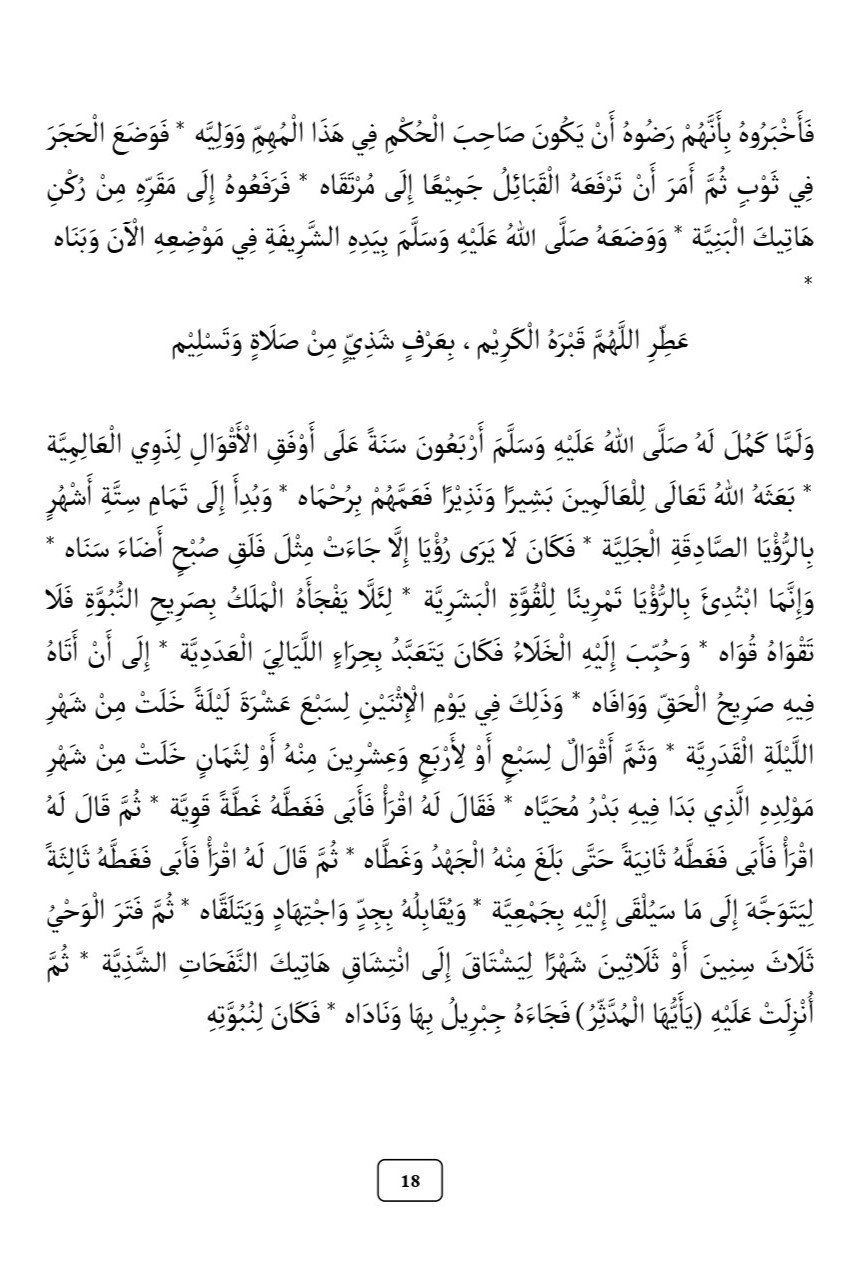 فَأَخْبَرُوهُ بِأَنَّهُمْ رَضُوهُ أَنْ يَكُونَ صَاحِبَ الْحُكْمِ فِي هَذَا الْمُهِمِّ وَوَلِيَّه * فَوَضَعَ الْحَجَرَ
فِي ثَوْبٍ ثُمَّ أَمَرَ أَنْ تَرْفَعَهُ الْقَبَائِلُ جَمِيْعًا إِلَى مُرْتَقَاه * فَرَفَعُوهُ إِلَى مَقَرِّهِ مِنْ رُكْنِ
هَاتِيكَ الْبَنِيَّة * وَوَضَعَهُ صَلَّى اللهُ عَلَيْهِ وَسَلَّمَ بِيَدِهِ الشَّرِيفَةِ فِي مَوْضِعِهِ الْآنَ وَبَنَاه
*
عَطِّرِ اللَّهُمَّ قَبْرَهُ الْكَرِيْم ، بِعَرْفٍ شَذِيٍّ مِنْ صَلَاةٍ وَتَسْلِيْم
وَلَمَّا كَمُلَ لَهُ صَلَّى اللهُ عَلَيْهِ وَسَلَّمَ أَرْبَعُونَ سَنَةً عَلَى أَوْفَقِ الْأَقْوَالِ لِذَوِي الْعَالِمِيَّة
* بَعَثَهُ اللهُ تَعَالَى لِلْعَالَمِينَ بَشِيرًا وَنَذِيْرًا فَعَمَّهُمْ بِرُحْمَاه * وَبُدِأَ إِلَى تَمَامِ سِتَّةِ أَشْهُرٍ
بِالرُّؤْيَا الصَّادِقَةِ الْجَلِيَّة * فَكَانَ لَا يَرَى رُؤْيَا إِلَّا جَاءَتْ مِثْلَ فَلَقِ صُبْحٍ أَضَاءَ سَنَاه *
وَإِنَّمَا ابْتُدِئَ بِالرُّؤْيَا تَمْرِينًا لِلْقُوَّةِ الْبَشَرِيَّة * لِئَلَّا يَفْجَأَهُ الْمَلَكُ بِصَرِيحِ النُّبُوَّةِ فَلَا
تَقْوَاهُ قُوَاه * وَحُبِّبَ إِلَيْهِ الْخَلَاءُ فَكَانَ يَتَعَبَّدُ بِحِرَاءٍ اللَّيَالِيَ الْعَدَدِيَّة * إِلَى أَنْ أَتَاهُ
فِيهِ صَرِيحُ الْحَقِّ وَوَافَاه * وَذَلِكَ فِي يَوْمِ الْإِثْنَيْنِ لِسَبْعَ عَشْرَةَ لَيْلَةً خَلَتْ مِنْ شَهْرِ
اللَّيْلَةِ الْقَدَرِيَّة * وَثَمَّ أَقْوَالٌ لِسَبْعٍ أَوْ لِأَرْبَعٍ وَعِشْرِينَ مِنْهُ أَوْ لِثَمَانٍ خَلَتْ مِنْ شَهْرِ
مَوْلِدِهِ الَّذِي بَدَا فِيهِ بَدْرُ مُحَيَّاه * فَقَالَ لَهُ اقْرَأْ فَأَبَى فَغَطَّهُ غَطَّةً قَوِيَّة * ثُمَّ قَالَ لَهُ
اقْرَأْ فَأَبَى فَغَطَّهُ ثَانِيَةً حَتَّى بَلَغَ مِنْهُ الْجَهْدُ وَغَطَّاه * ثُمَّ قَالَ لَهُ اقْرَأْ فَأَبَى فَغَطَّهُ ثَالِثَةً
لِيَتَوَجَّهَ إِلَى مَا سَيُلْقَى إِلَيْهِ بِجَمْعِيَّة * وَيُقَابِلُهُ بِجِدٍّ وَاجْتِهَادٍ وَيَتَلَقَّاه * ثُمَّ فَتَرَ الْوَحْيُ
ثَلَاثَ سِنِينَ أَوْ ثَلَاثِينَ شَهْرًا لِيَشْتَاقَ إِلَى انْتِشَاقِ هَاتِيكَ النَّفَحَاتِ الشَّذِيَّة * ثُمَّ
أُنْزِلَتْ عَلَيْهِ (يَأَيُّهَا الْمُدَّثِّرُ) فَجَاءَهُ جِبْرِيلُ بِهَا وَنَادَاه * فَكَانَ لِنُبُوَّتِهِ
18